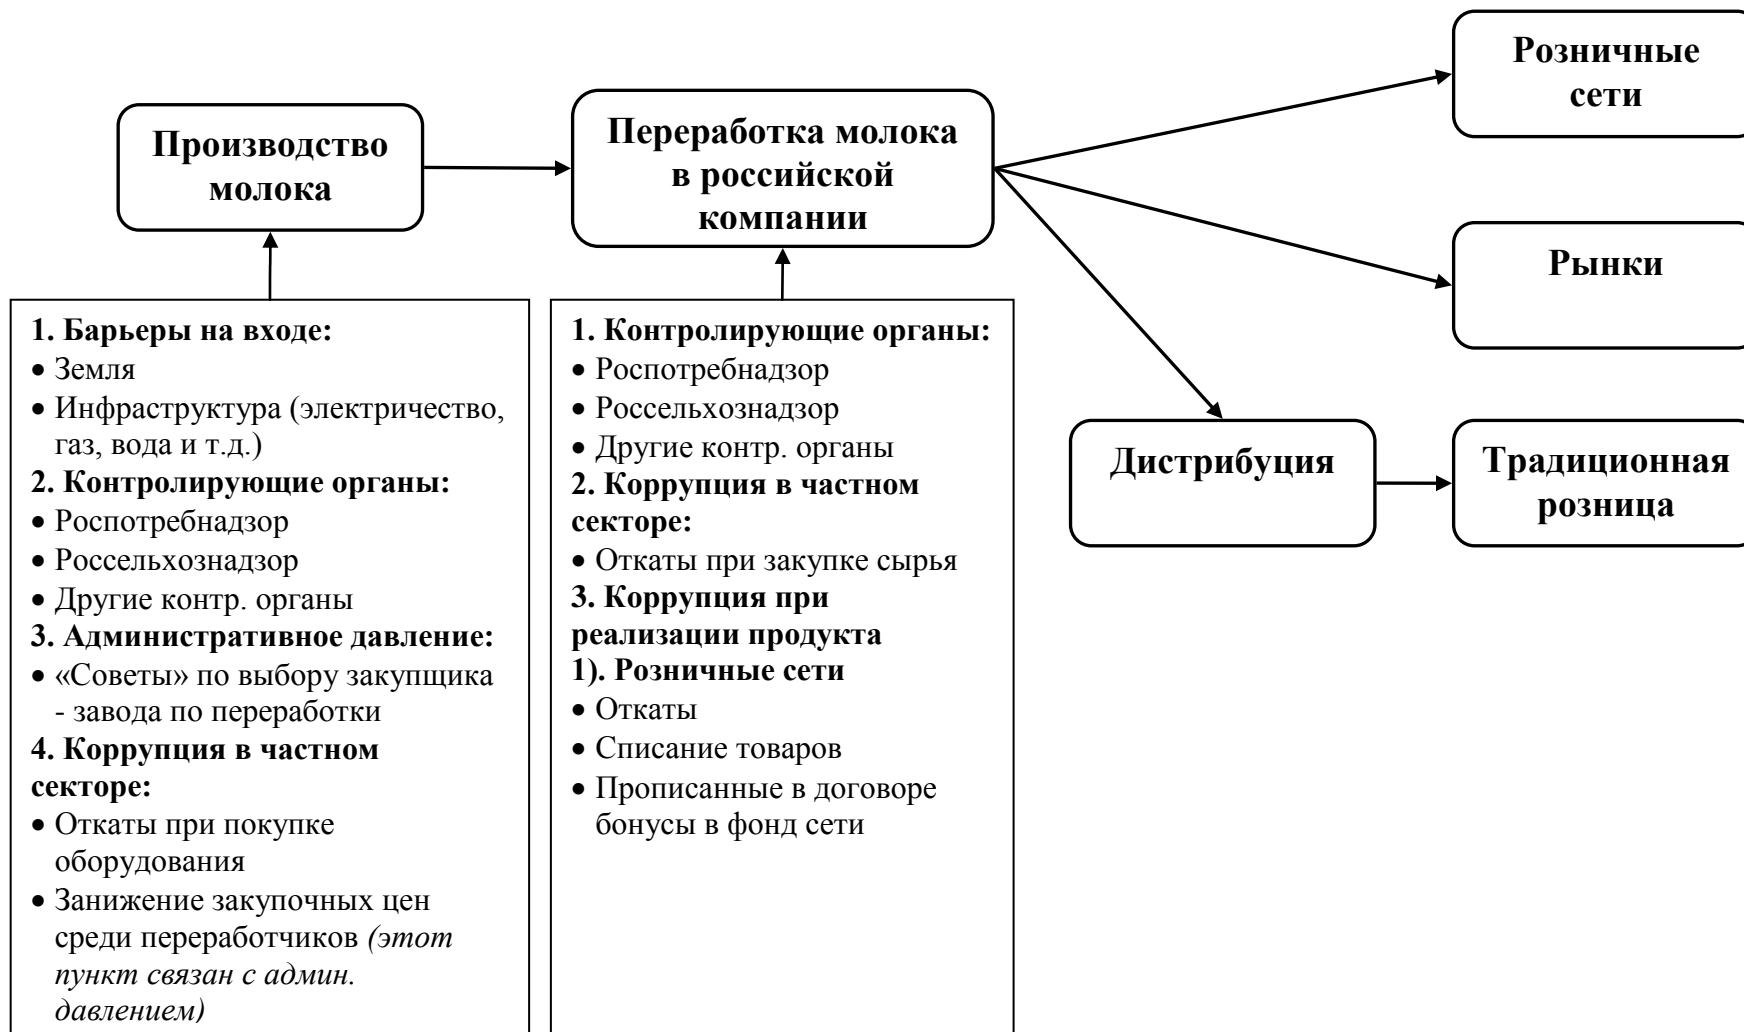 Розничные
сети
Производство
молока
Переработка молока
в российской
компании
Рынки
Дистрибуция
Традиционная
розница
1. Барьеры на входе:
• Земля
• Инфраструктура (электричество,
газ, вода и т.д.)
2. Контролирующие органы:
• Роспотребнадзор
• Россельхознадзор
• Другие контр. органы
3. Административное давление:
• «Советы» по выбору закупщика
- завода по переработки
4. Коррупция в частном
секторе:
• Откаты при покупке
оборудования
• Занижение закупочных цен
среди переработчиков (этот
пункт связан с админ.
давлением)
1. Контролирующие органы:
• Роспотребнадзор
• Россельхознадзор
• Другие контр. органы
2. Коррупция в частном
секторе:
• Откаты при закупке сырья
3. Коррупция при
реализации продукта
1). Розничные сети
• Откаты
• Списание товаров
• Прописанные в договоре
бонусы в фонд сети